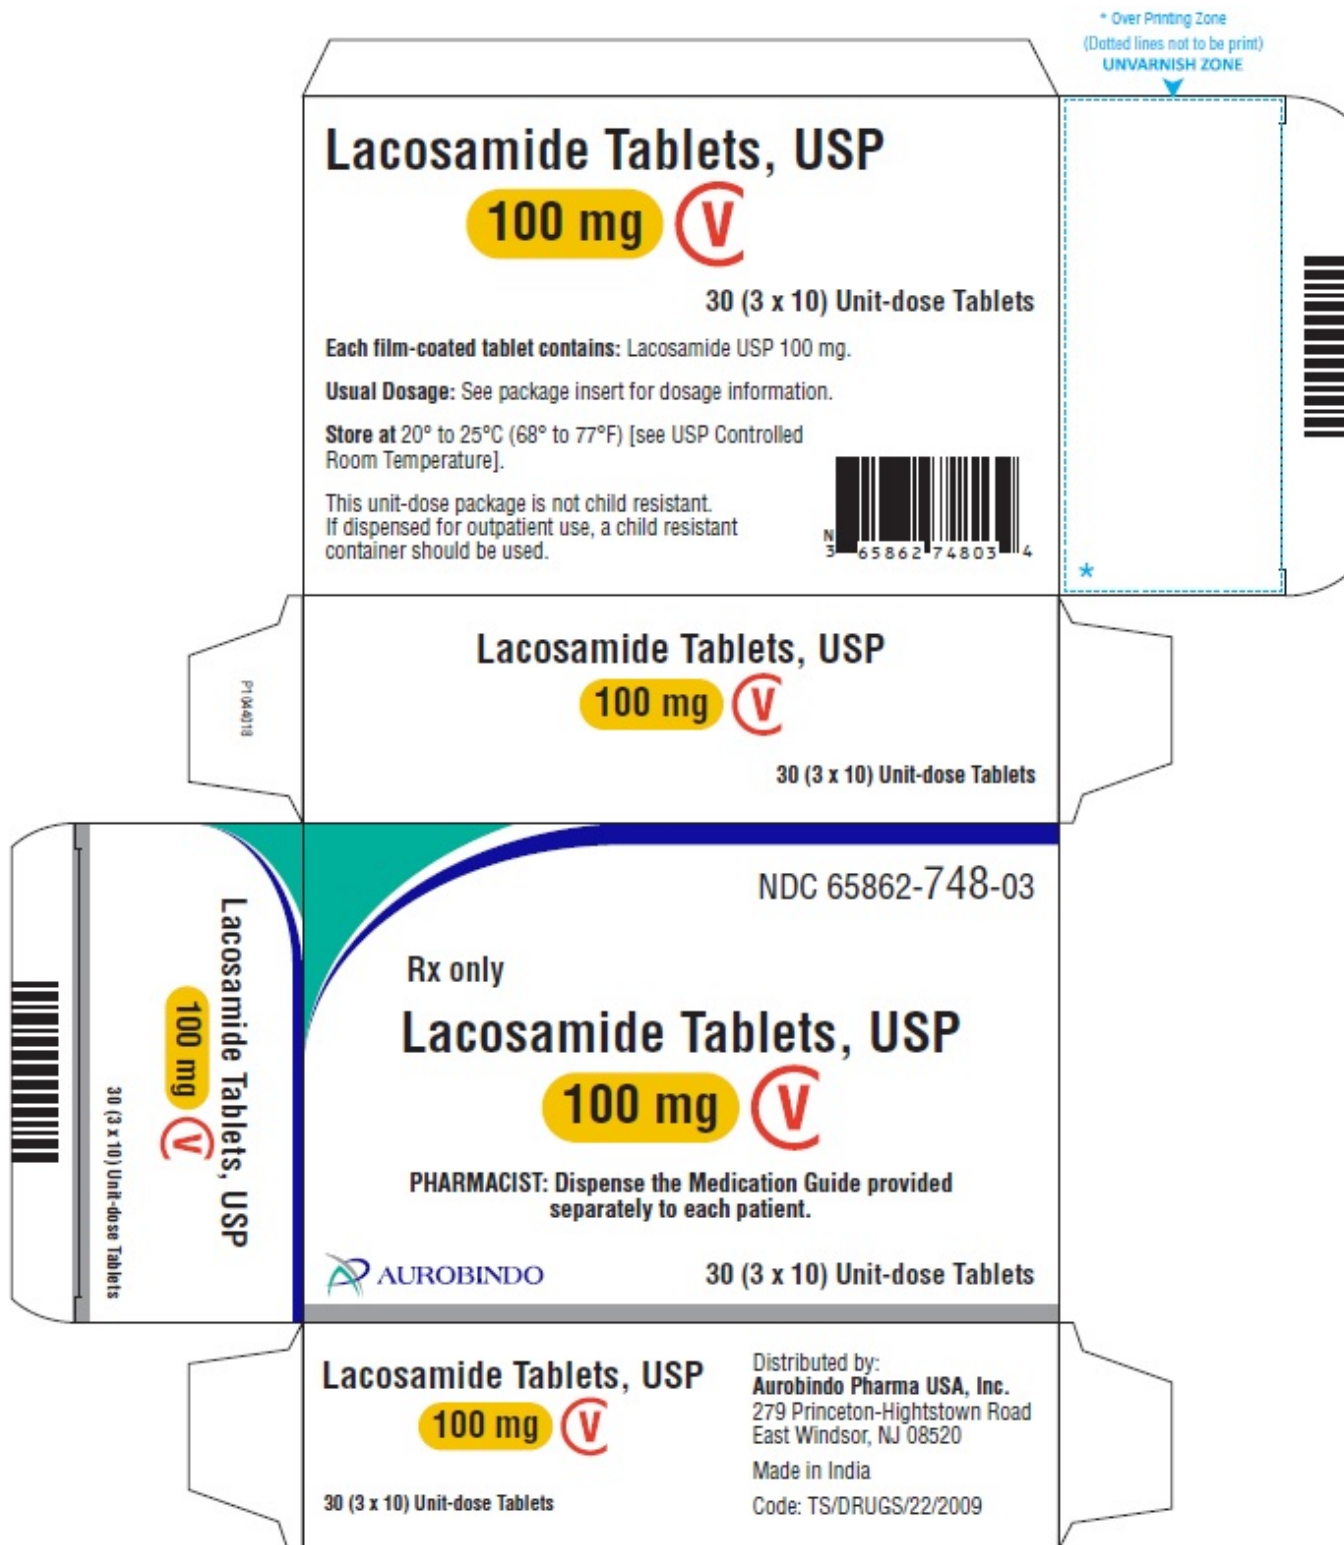 * Over Printing Zone
(Dotted lines not to be print)
UNVARNISH ZONE
Lacosamide Tablets, USP
100 mg CV
30 (3 x 10) Unit-dose Tablets
Each film-coated tablet contains: Lacosamide USP 100 mg.
Usual Dosage: See package insert for dosage information.
Store at 20° to 25°C (68° to 77°F) [see USP Controlled
Room Temperature].
This unit-dose package is not child resistant.
If dispensed for outpatient use, a child resistant
container should be used.
N
3 65862 74803 4
*
P1044018
Lacosamide Tablets, USP
100 mg CV
30 (3 x 10) Unit-dose Tablets
Lacosamide Tablets, USP
100 mg CV
30 (3 x 10) Unit-dose Tablets
NDC 65862-748-03
Rx only
Lacosamide Tablets, USP
100 mg CV
PHARMACIST: Dispense the Medication Guide provided
separately to each patient.
AUROBINDO
30 (3 x 10) Unit-dose Tablets
Lacosamide Tablets, USP
100 mg CV
30 (3 x 10) Unit-dose Tablets
Distributed by:
Aurobindo Pharma USA, Inc.
279 Princeton-Hightstown Road
East Windsor, NJ 08520
Made in India
Code: TS/DRUGS/22/2009